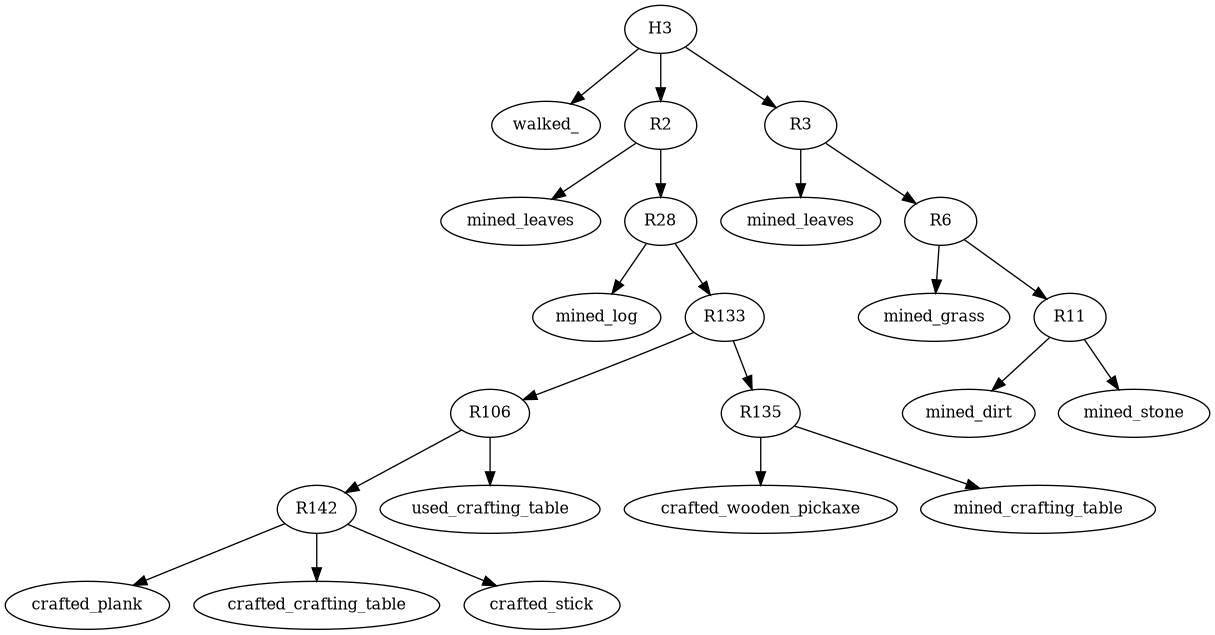 H3
walked_
R2
R3
mined_leaves
R28
mined_leaves
R6
mined_log
R133
mined_grass
R11
R106
R135
mined_dirt
mined_stone
R142
used_crafting_table
crafted_wooden_pickaxe
mined_crafting_table
crafted_plank
crafted_crafting_table
crafted_stick